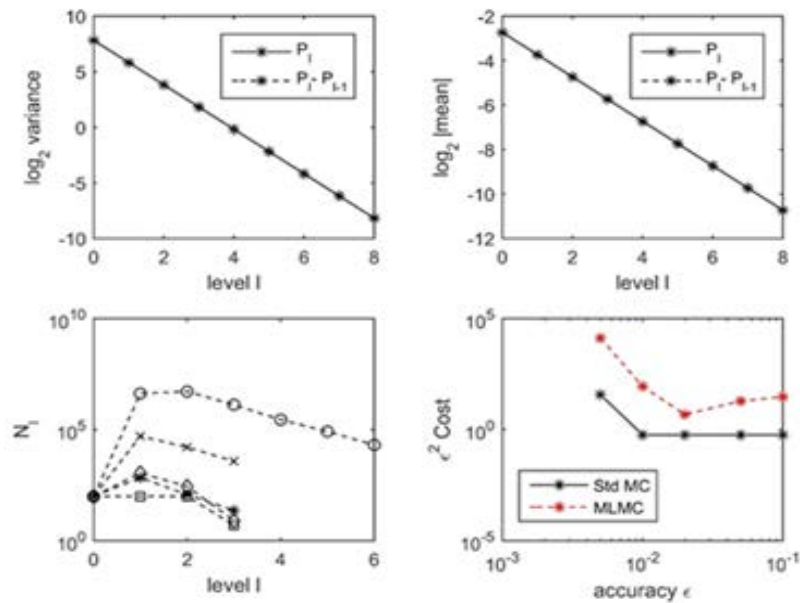 10
5
0
-5
-10
0 2 4 6 8
level l
log2 variance
Pl
Pl- Pl-1
-2
-4
-6
-8
-10
-12
0 2 4 6 8
level l
log2 |mean|
Pl
Pl- Pl-1
10^10
10^5
10^0
0 2 4 6
level l
Nl
10^5
10^0
10^-5
10^-3 10^-2 10^-1
accuracy ϵ
ϵ^2 Cost
Std MC
MLMC